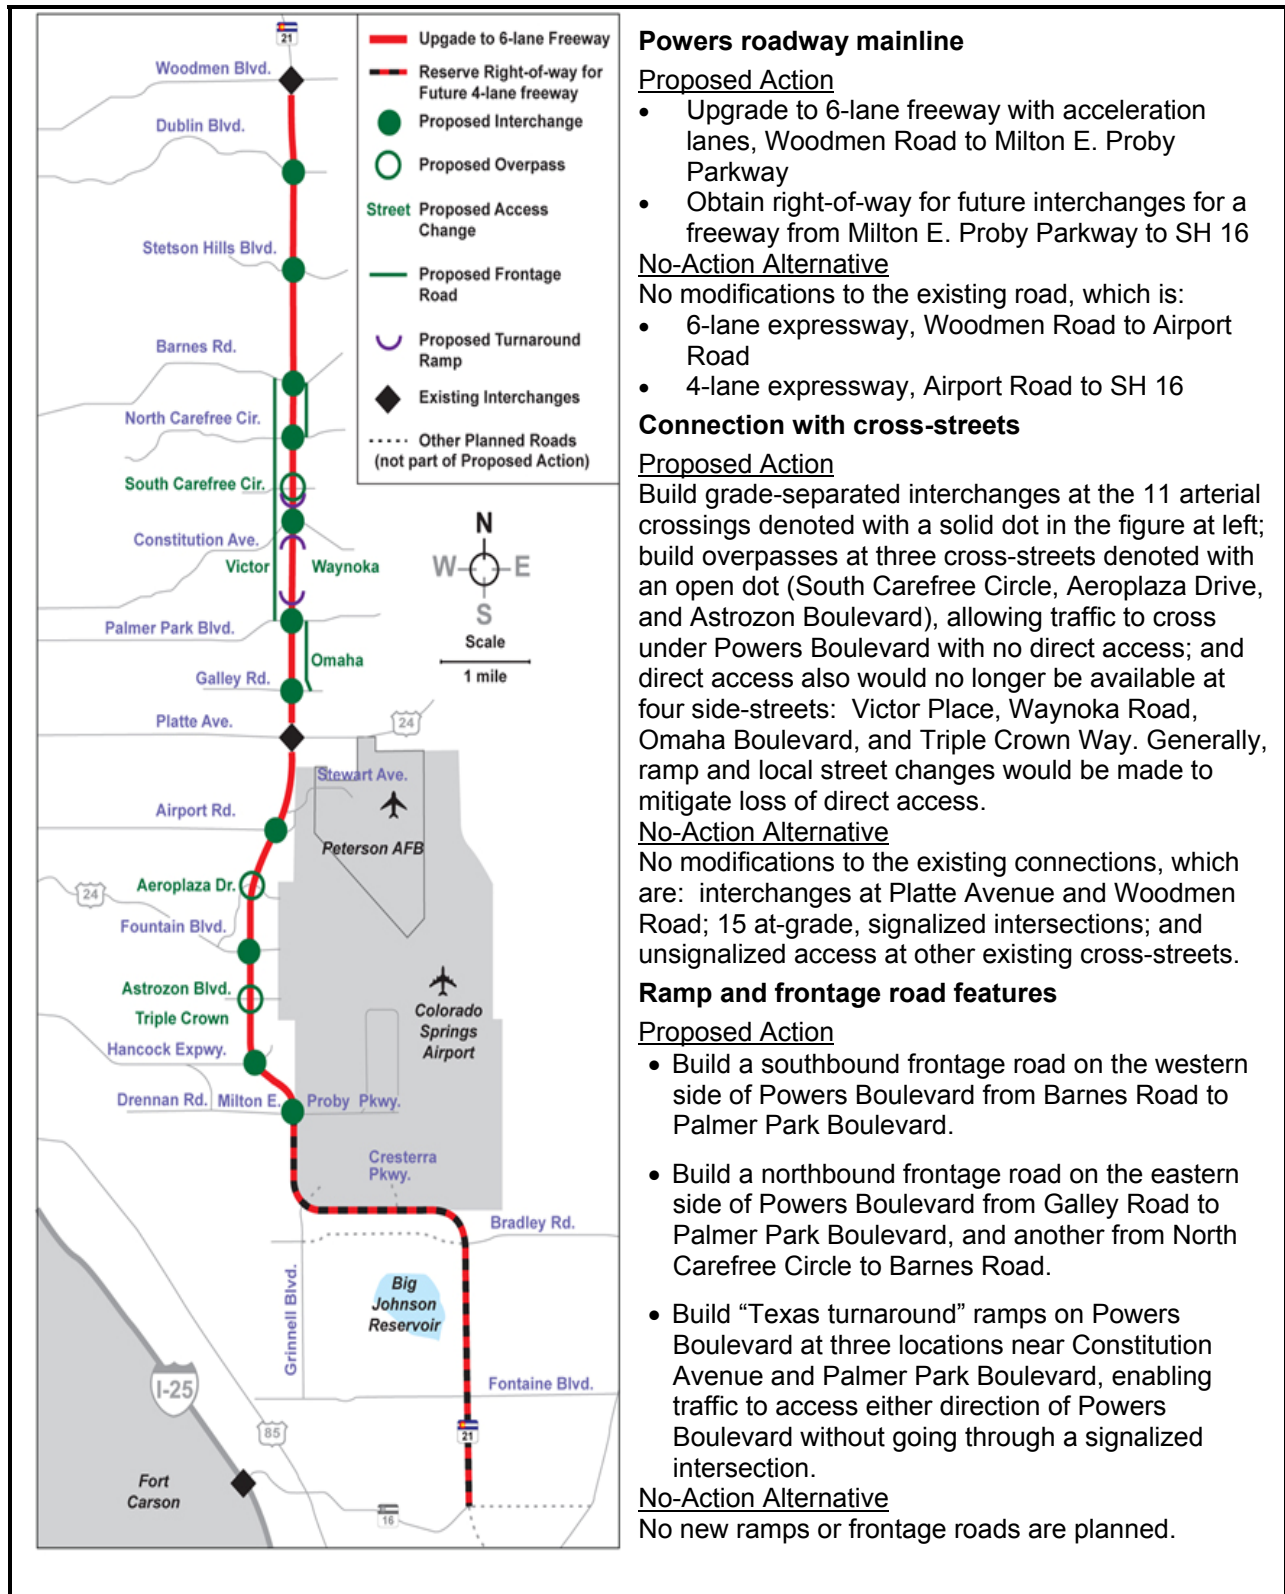 21
Woodmen Blvd.
Dublin Blvd.
Stetson Hills Blvd.
Barnes Rd.
North Carefree Cir.
South Carefree Cir.
Constitution Ave.
Victor
Waynoka
Palmer Park Blvd.
Omaha
Galley Rd.
Platte Ave.
24
Stewart Ave.
Airport Rd.
Peterson AFB
Aeroplaza Dr.
24
Fountain Blvd.
Astrozon Blvd.
Triple Crown
Colorado
Springs
Airport
Hancock Expwy.
Drennan Rd.
Milton E.
Proby Pkwy.
Cresterra
Pkwy.
Bradley Rd.
Grinnell Blvd.
Big
Johnson
Reservoir
I-25
Fontaine Blvd.
85
21
Fort
Carson
16
Upgade to 6-lane Freeway
Reserve Right-of-way for
Future 4-lane freeway
Proposed Interchange
Proposed Overpass
Street Proposed Access
Change
Proposed Frontage
Road
Proposed Turnaround
Ramp
Existing Interchanges
Other Planned Roads
(not part of Proposed Action)
N
W E
S
Scale
1 mile
Powers roadway mainline
Proposed Action
• Upgrade to 6-lane freeway with acceleration
lanes, Woodmen Road to Milton E. Proby
Parkway
• Obtain right-of-way for future interchanges for a
freeway from Milton E. Proby Parkway to SH 16
No-Action Alternative
No modifications to the existing road, which is:
• 6-lane expressway, Woodmen Road to Airport
Road
• 4-lane expressway, Airport Road to SH 16
Connection with cross-streets
Proposed Action
Build grade-separated interchanges at the 11 arterial
crossings denoted with a solid dot in the figure at left;
build overpasses at three cross-streets denoted with
an open dot (South Carefree Circle, Aeroplaza Drive,
and Astrozon Boulevard), allowing traffic to cross
under Powers Boulevard with no direct access; and
direct access also would no longer be available at
four side-streets: Victor Place, Waynoka Road,
Omaha Boulevard, and Triple Crown Way. Generally,
ramp and local street changes would be made to
mitigate loss of direct access.
No-Action Alternative
No modifications to the existing connections, which
are: interchanges at Platte Avenue and Woodmen
Road; 15 at-grade, signalized intersections; and
unsignalized access at other existing cross-streets.
Ramp and frontage road features
Proposed Action
• Build a southbound frontage road on the western
side of Powers Boulevard from Barnes Road to
Palmer Park Boulevard.
• Build a northbound frontage road on the eastern
side of Powers Boulevard from Galley Road to
Palmer Park Boulevard, and another from North
Carefree Circle to Barnes Road.
• Build “Texas turnaround” ramps on Powers
Boulevard at three locations near Constitution
Avenue and Palmer Park Boulevard, enabling
traffic to access either direction of Powers
Boulevard without going through a signalized
intersection.
No-Action Alternative
No new ramps or frontage roads are planned.